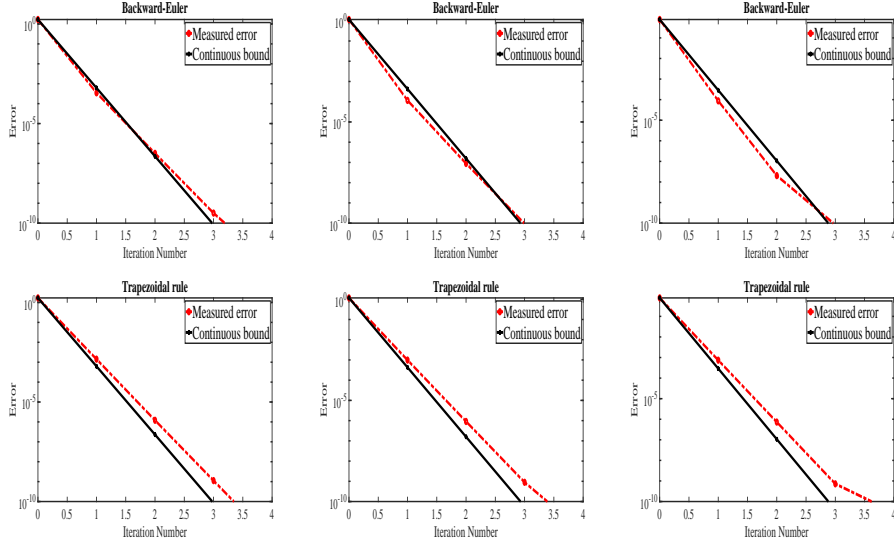 Backward-Euler
Measured error
Continuous bound
10^0
10^-5
10^-10
Error
0 0.5 1 1.5 2 2.5 3 3.5 4
Iteration Number
Backward-Euler
Measured error
Continuous bound
10^0
10^-5
10^-10
Error
0 0.5 1 1.5 2 2.5 3 3.5 4
Iteration Number
Backward-Euler
Measured error
Continuous bound
10^0
10^-5
10^-10
Error
0 0.5 1 1.5 2 2.5 3 3.5 4
Iteration Number
Trapezoidal rule
Measured error
Continuous bound
10^0
10^-5
10^-10
Error
0 0.5 1 1.5 2 2.5 3 3.5 4
Iteration Number
Trapezoidal rule
Measured error
Continuous bound
10^0
10^-5
10^-10
Error
0 0.5 1 1.5 2 2.5 3 3.5 4
Iteration Number
Trapezoidal rule
Measured error
Continuous bound
10^0
10^-5
10^-10
Error
0 0.5 1 1.5 2 2.5 3 3.5 4
Iteration Number